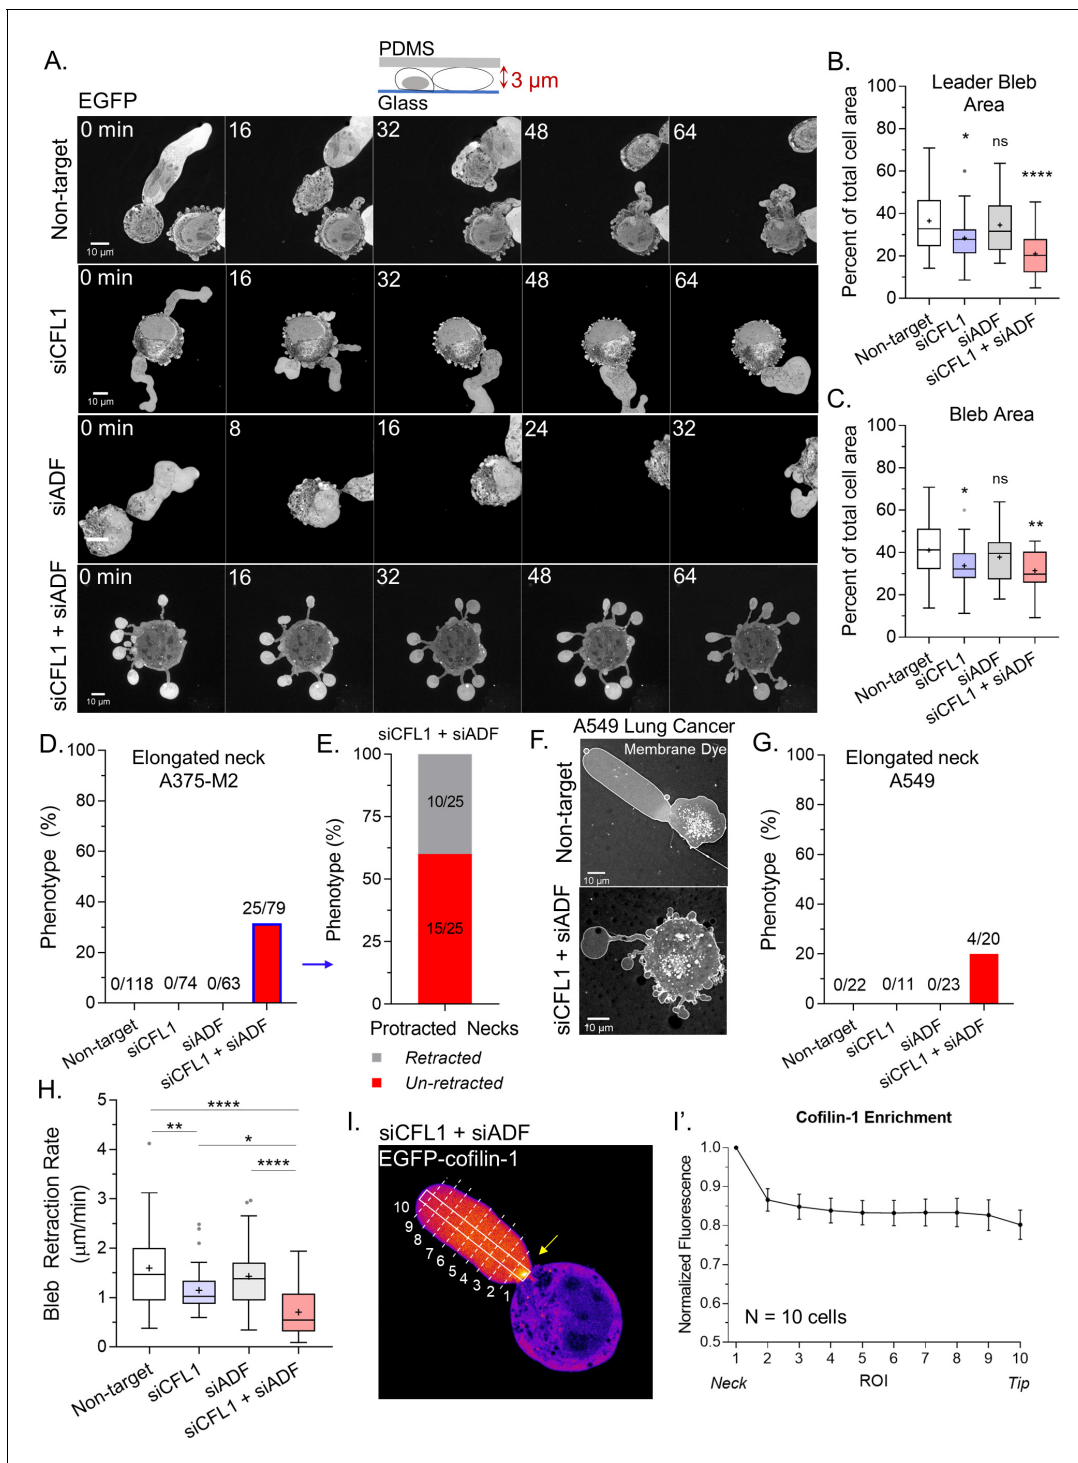 A.
PDMS
3 µm
Glass
EGFP
Non-target
0 min 16 32 48 64
10 µm
siCFL1
0 min 16 32 48 64
10 µm
siADF
0 min 8 16 24 32
siCFL1 + siADF
0 min 16 32 48 64
10 µm
B.
Leader Bleb
Area
Percent of total cell area
100
80
60
40
20
0
* ns ****
Non-target siCFL1 siADF siCFL1 + siADF
C.
Bleb Area
Percent of total cell area
100
80
60
40
20
0
* ns **
Non-target siCFL1 siADF siCFL1 + siADF
D.
Elongated neck
A375-M2
Phenotype (%)
100
80
60
40
20
0
0/118 0/74 0/63 25/79
Non-target siCFL1 siADF siCFL1 + siADF
E.
siCFL1 + siADF
Phenotype (%)
100
75
50
25
0
10/25
15/25
Protracted Necks
Retracted
Un-retracted
F.
A549 Lung Cancer
Membrane Dye
Non-target
10 µm
siCFL1 + siADF
10 µm
G.
Elongated neck
A549
Phenotype (%)
100
80
60
40
20
0
0/22 0/11 0/23 4/20
Non-target siCFL1 siADF siCFL1 + siADF
H.
Bleb Retraction Rate
(µm/min)
5
4
3
2
1
0
****
** *
****
Non-target siCFL1 siADF siCFL1 + siADF
I.
siCFL1 + siADF
EGFP-cofilin-1
10
9
8
7
6
5
4
3
2
1
I'.
Cofilin-1 Enrichment
Normalized Fluorescence
1.0
0.9
0.8
0.7
0.6
0.5
N = 10 cells
1 2 3 4 5 6 7 8 9 10
Neck ROI Tip